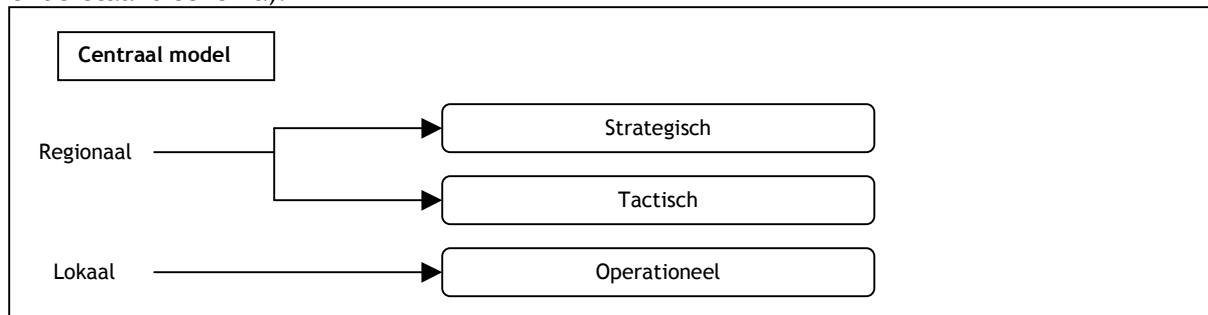 Centraal model
Strategisch
Regionaal
Tactisch
Lokaal
Operationeel